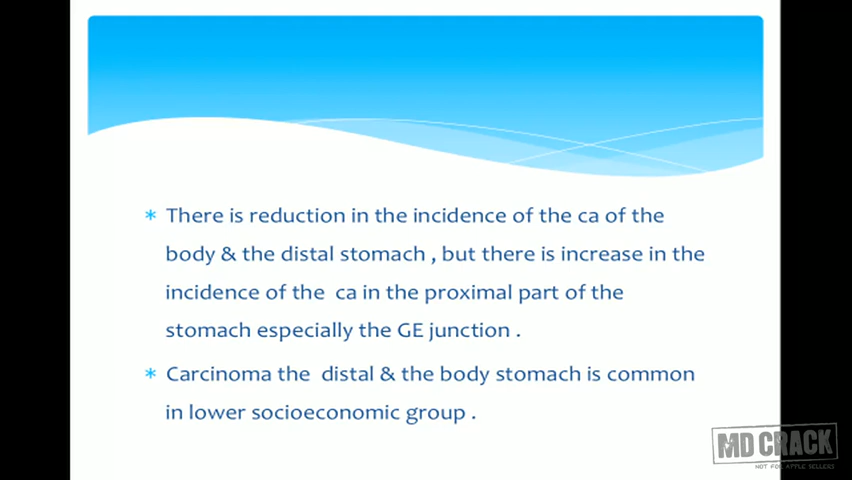 * There is reduction in the incidence of the ca of the
body & the distal stomach , but there is increase in the
incidence of the ca in the proximal part of the
stomach especially the GE junction .
* Carcinoma the distal & the body stomach is common
in lower socioeconomic group .
MD CRACK
NOT FOR APPLE SELLERS